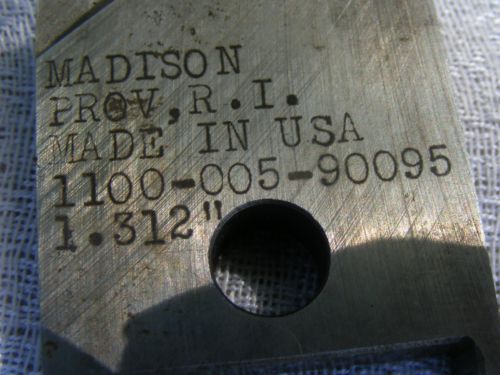 MADISON
PROV, R.I.
MADE IN USA
1100-005-90095
1.312"